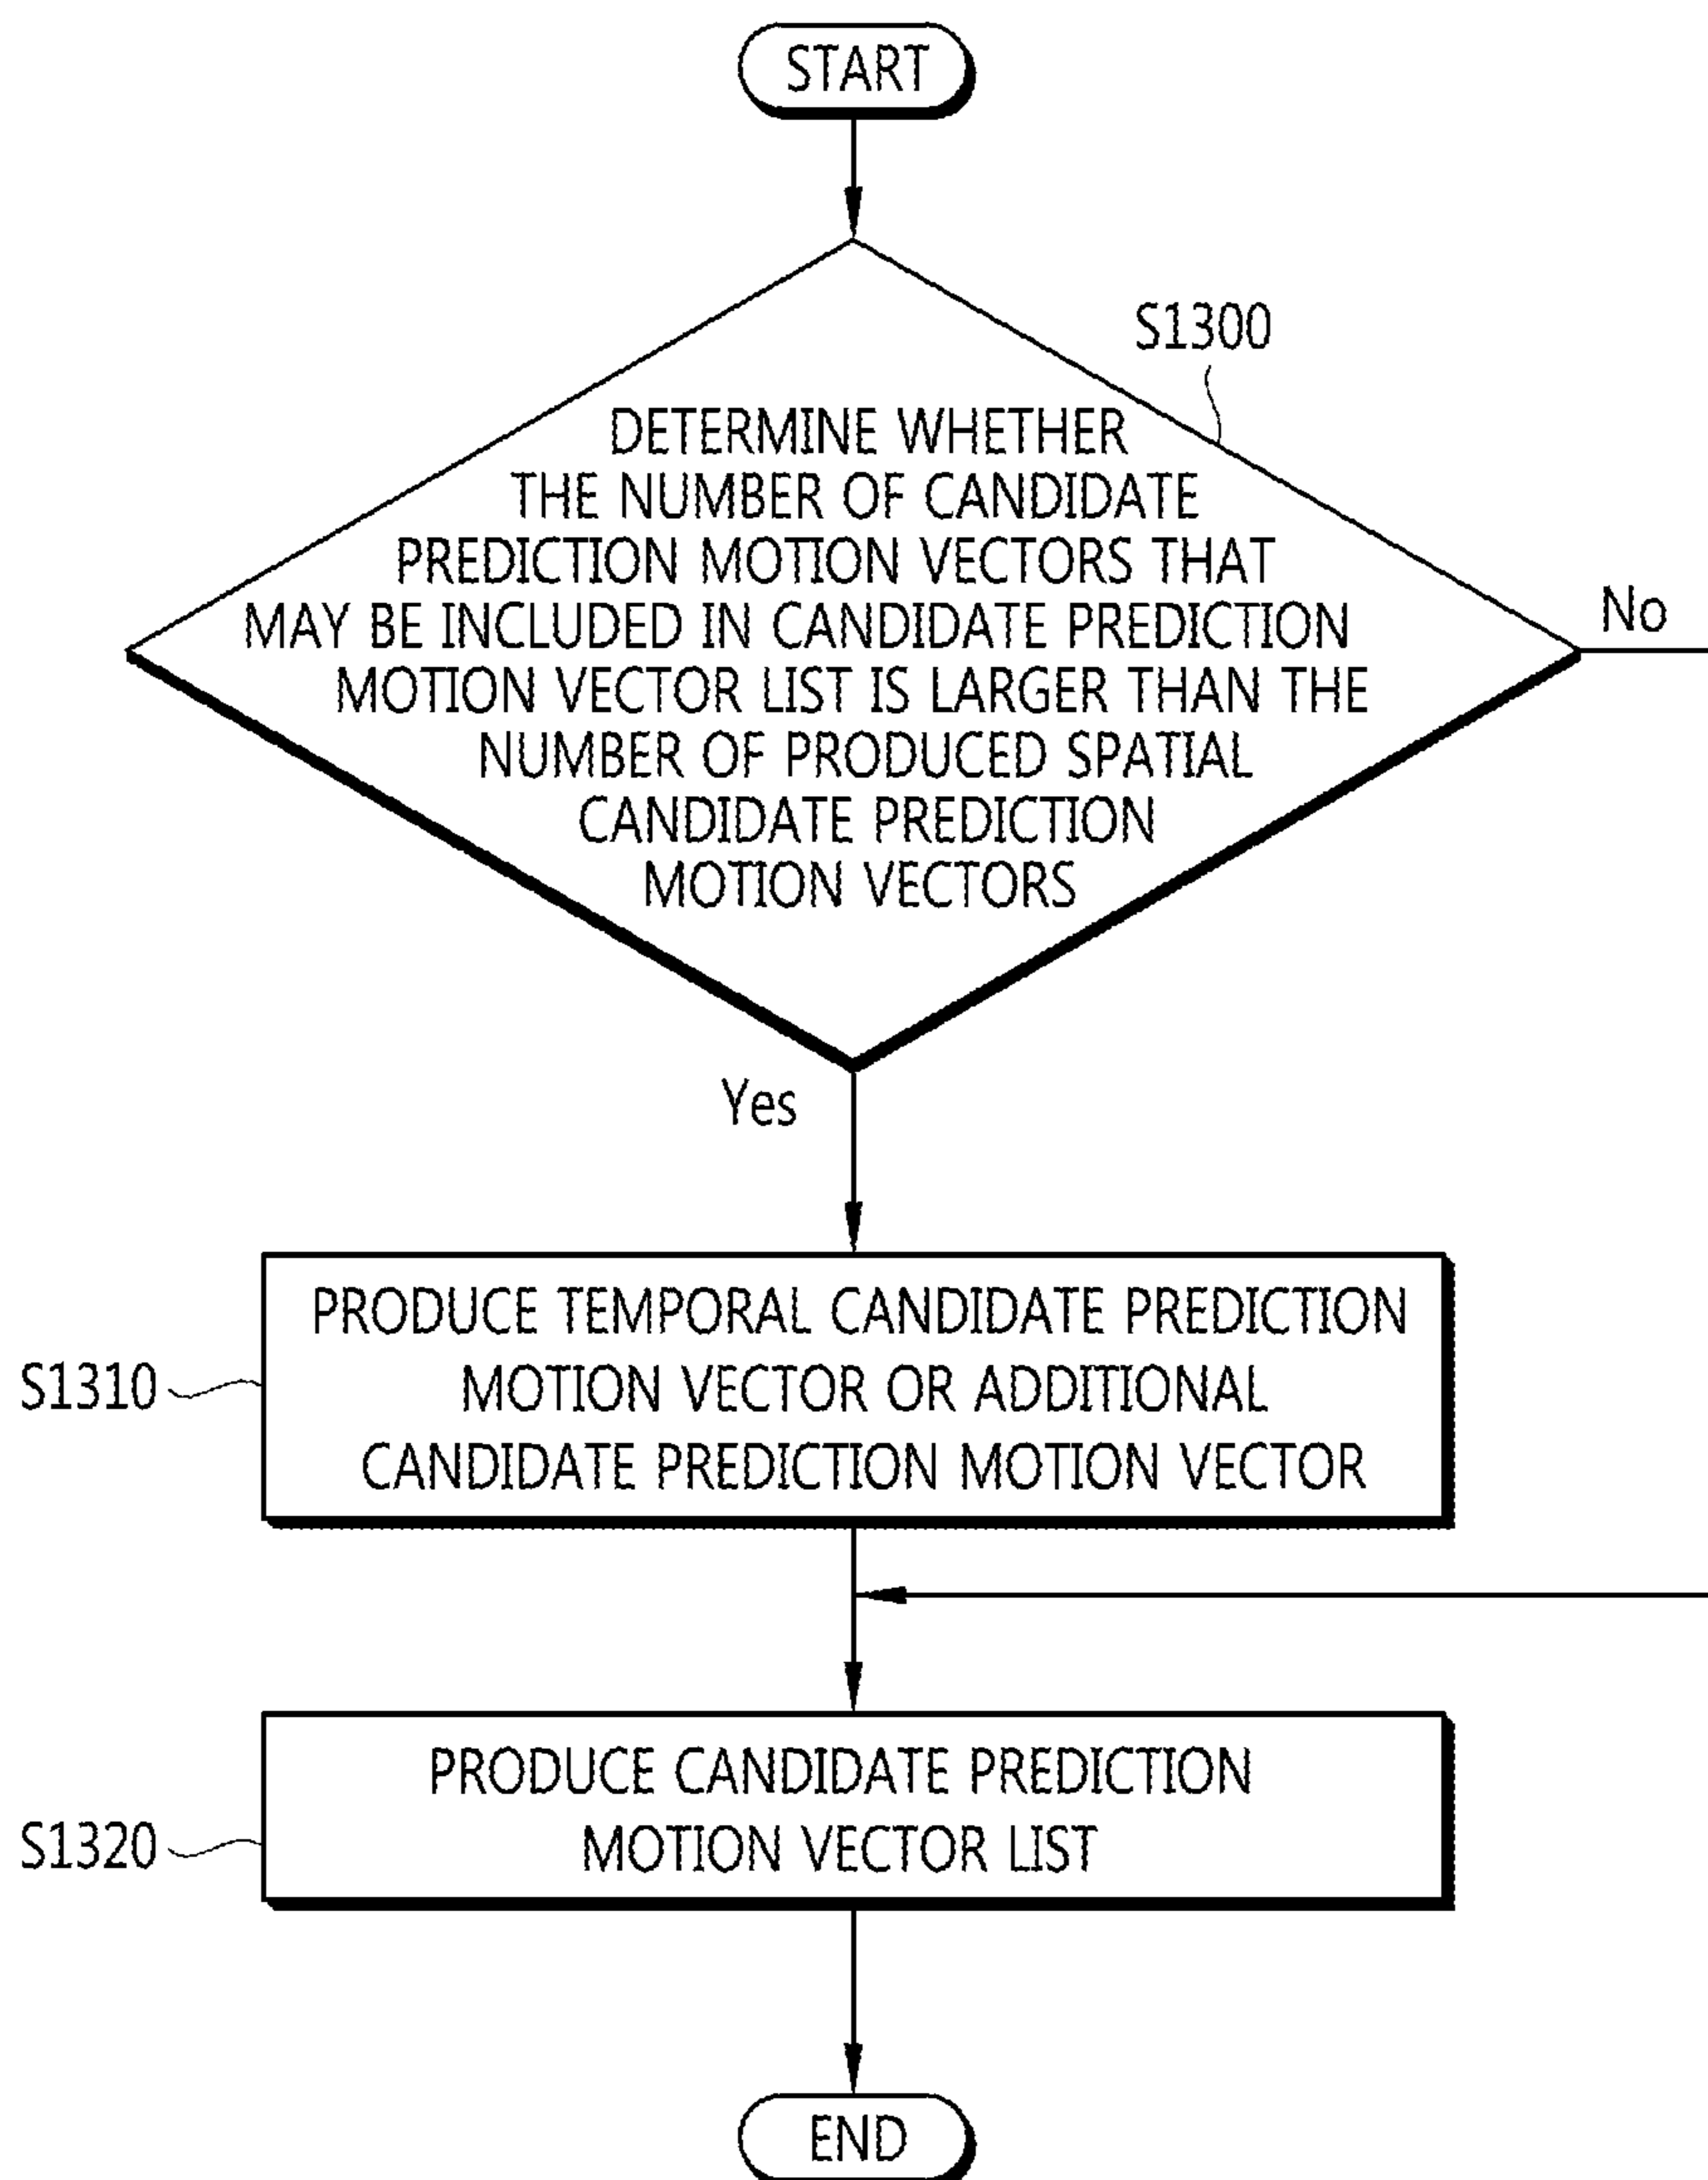 START
S1300
DETERMINE WHETHER
THE NUMBER OF CANDIDATE
PREDICTION MOTION VECTORS THAT
MAY BE INCLUDED IN CANDIDATE PREDICTION
MOTION VECTOR LIST IS LARGER THAN THE
NUMBER OF PRODUCED SPATIAL
CANDIDATE PREDICTION
MOTION VECTORS
No
Yes
S1310
PRODUCE TEMPORAL CANDIDATE PREDICTION
MOTION VECTOR OR ADDITIONAL
CANDIDATE PREDICTION MOTION VECTOR
S1320
PRODUCE CANDIDATE PREDICTION
MOTION VECTOR LIST
END